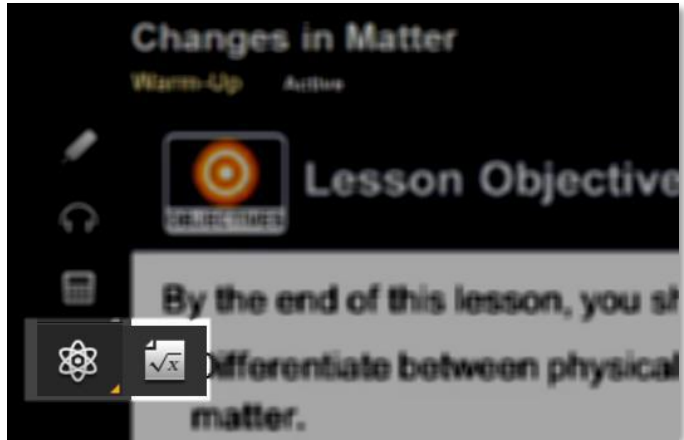 Changes in Matter
Warm-Up Active
OBJECTIVES
Lesson Objective
By the end of this lesson, you sh
√x
Differentiate between physical
matter.